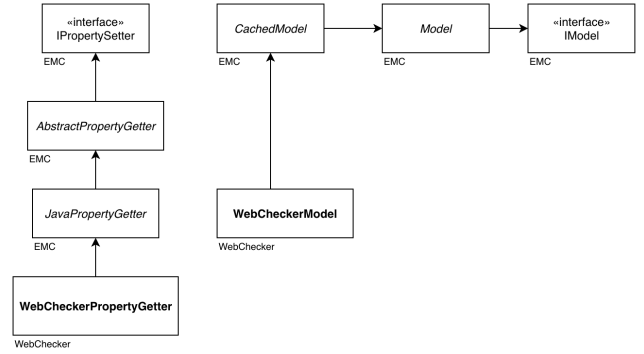 «interface»
IPropertySetter
EMC
AbstractPropertyGetter
EMC
JavaPropertyGetter
EMC
WebCheckerPropertyGetter
WebChecker
CachedModel
EMC
Model
EMC
«interface»
IModel
EMC
WebCheckerModel
WebChecker